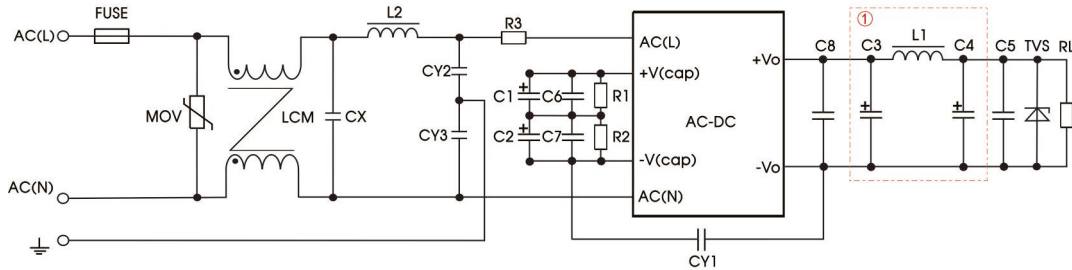 FUSE
L2
R3
①
L1
AC(L)
AC(L)
C8
C3
C4
C5
TVS
RL
+Vo
CY2
+V(cap)
C1
C6
R1
MOV
LCM
CX
AC-DC
CY3
C2
C7
R2
-V(cap)
-Vo
AC(N)
AC(N)
CY1